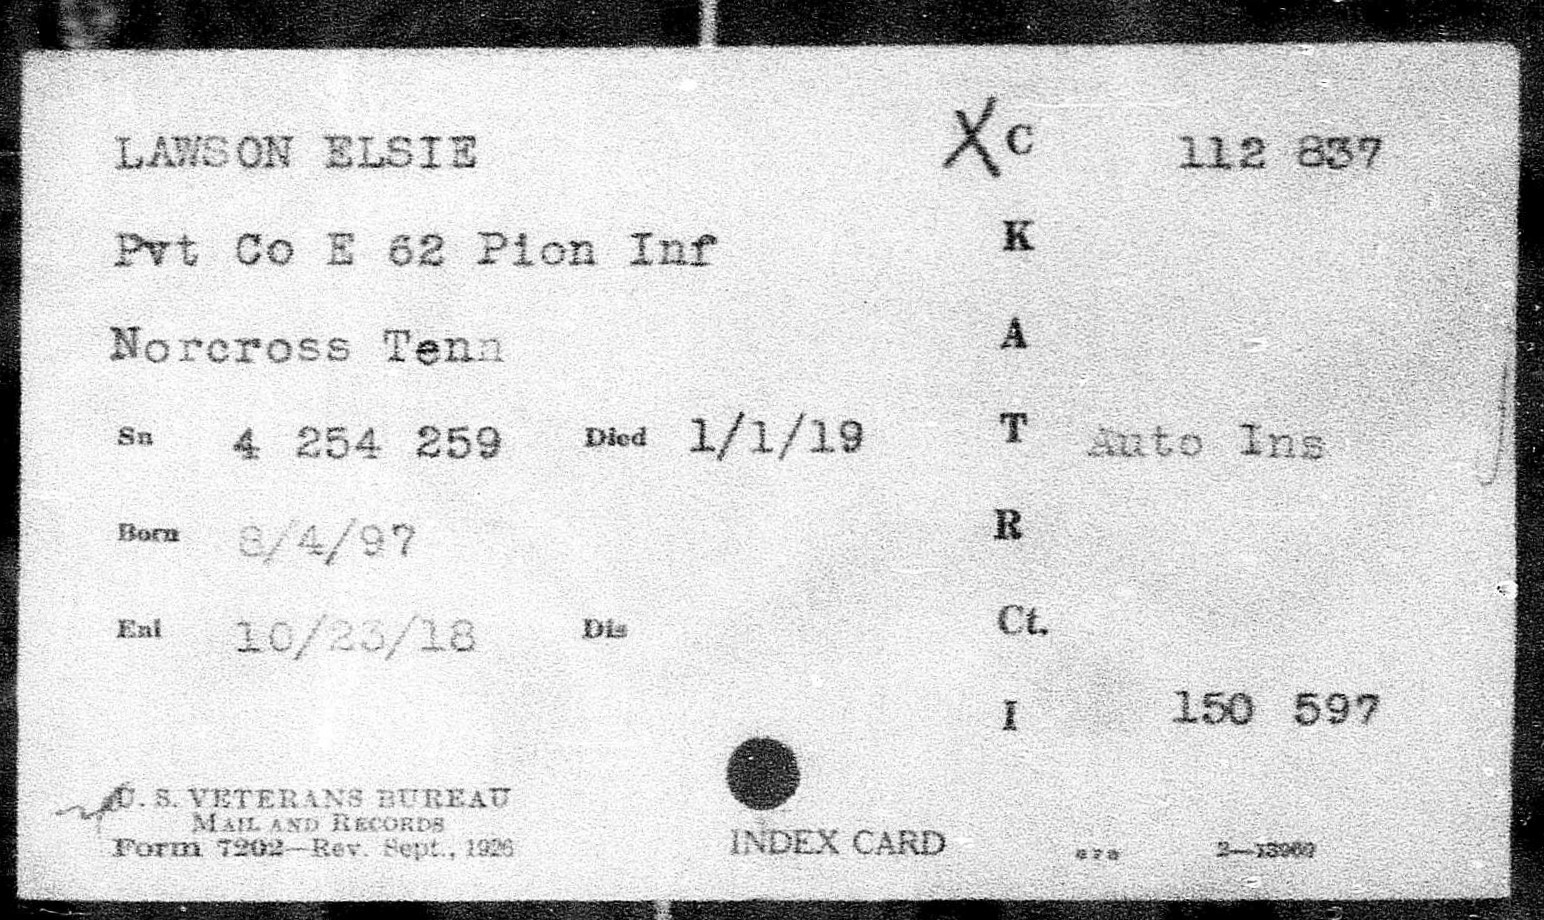 LAWSON ELSIE
XC 112 837
Pvt Co E 62 Pion Inf
K
Norcross Tenn
A
Sn 4 254 259 Died 1/1/19
T Auto Ins
Born 8/4/97
R
Enl 10/23/18 Dis
Ct.
I 150 597
U. S. VETERANS BUREAU
MAIL AND RECORDS
Form 7202—Rev. Sept., 1926
INDEX CARD